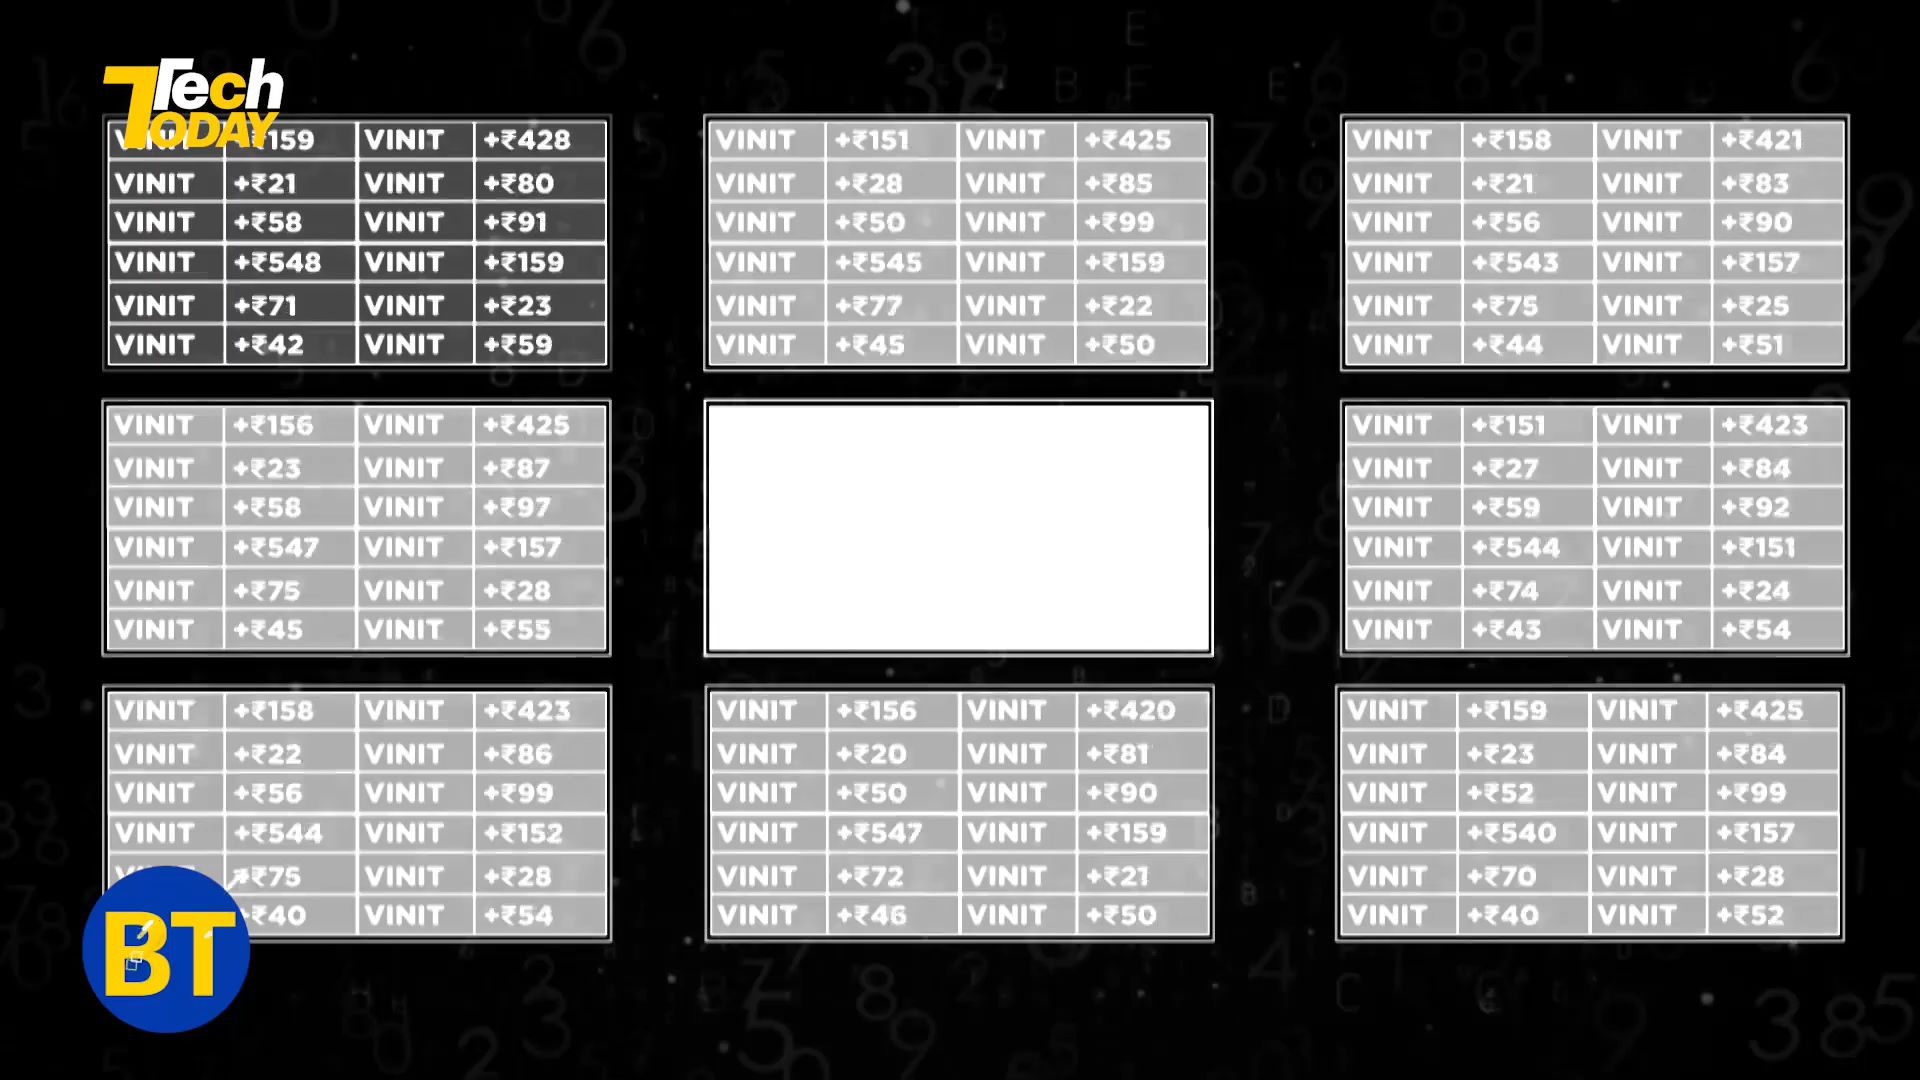 Tech
TODAY
VINIT +₹159 VINIT +₹428
VINIT +₹21 VINIT +₹80
VINIT +₹58 VINIT +₹91
VINIT +₹548 VINIT +₹159
VINIT +₹71 VINIT +₹23
VINIT +₹42 VINIT +₹59
VINIT +₹151 VINIT +₹425
VINIT +₹28 VINIT +₹85
VINIT +₹50 VINIT +₹99
VINIT +₹545 VINIT +₹159
VINIT +₹77 VINIT +₹22
VINIT +₹45 VINIT +₹50
VINIT +₹158 VINIT +₹421
VINIT +₹21 VINIT +₹83
VINIT +₹56 VINIT +₹90
VINIT +₹543 VINIT +₹157
VINIT +₹75 VINIT +₹25
VINIT +₹44 VINIT +₹51
VINIT +₹156 VINIT +₹425
VINIT +₹23 VINIT +₹87
VINIT +₹58 VINIT +₹97
VINIT +₹547 VINIT +₹157
VINIT +₹75 VINIT +₹28
VINIT +₹45 VINIT +₹55
VINIT +₹151 VINIT +₹423
VINIT +₹27 VINIT +₹84
VINIT +₹59 VINIT +₹92
VINIT +₹544 VINIT +₹151
VINIT +₹74 VINIT +₹24
VINIT +₹43 VINIT +₹54
VINIT +₹158 VINIT +₹423
VINIT +₹22 VINIT +₹86
VINIT +₹56 VINIT +₹99
VINIT +₹544 VINIT +₹152
+₹75 VINIT +₹28
+₹40 VINIT +₹54
VINIT +₹156 VINIT +₹420
VINIT +₹20 VINIT +₹81
VINIT +₹50 VINIT +₹90
VINIT +₹547 VINIT +₹159
VINIT +₹72 VINIT +₹21
VINIT +₹46 VINIT +₹50
VINIT +₹159 VINIT +₹425
VINIT +₹23 VINIT +₹84
VINIT +₹52 VINIT +₹99
VINIT +₹540 VINIT +₹157
VINIT +₹70 VINIT +₹28
VINIT +₹40 VINIT +₹52
BT